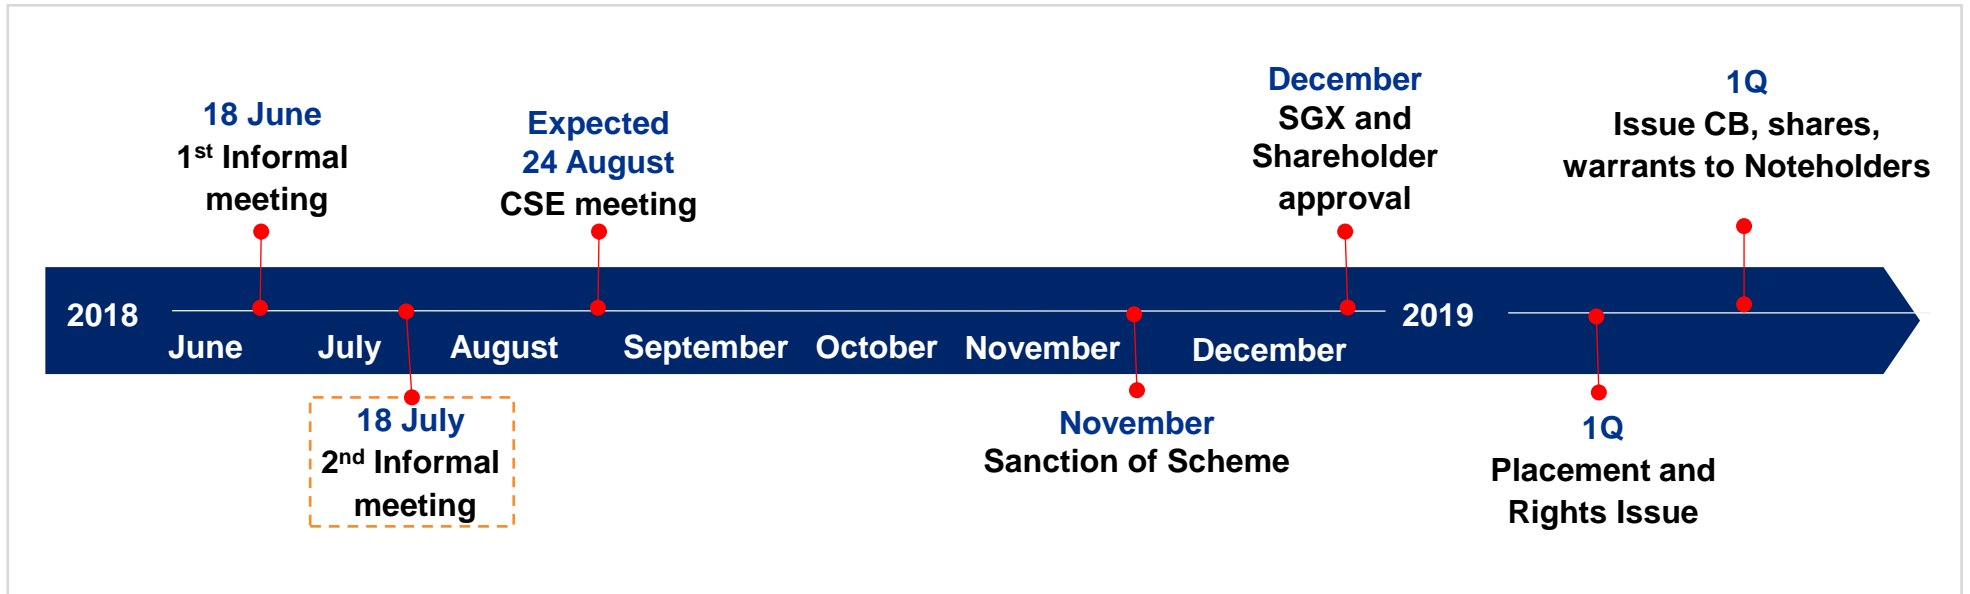 18 June
1st Informal
meeting
Expected
24 August
CSE meeting
December
SGX and
Shareholder
approval
1Q
Issue CB, shares,
warrants to Noteholders
2018
June
July
August
September
October
November
December
2019
18 July
2nd Informal
meeting
November
Sanction of Scheme
1Q
Placement and
Rights Issue